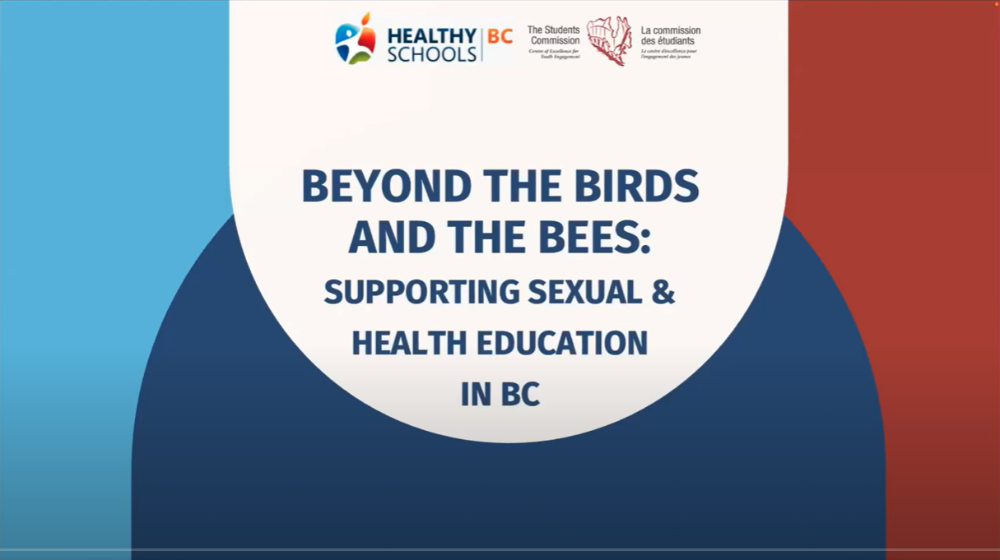 HEALTHY BC
SCHOOLS
The Students
Commission
Centre of Excellence for
Youth Engagement
La commission
des étudiants
Le centre d'excellence pour
l'engagement des jeunes
BEYOND THE BIRDS
AND THE BEES:
SUPPORTING SEXUAL &
HEALTH EDUCATION
IN BC